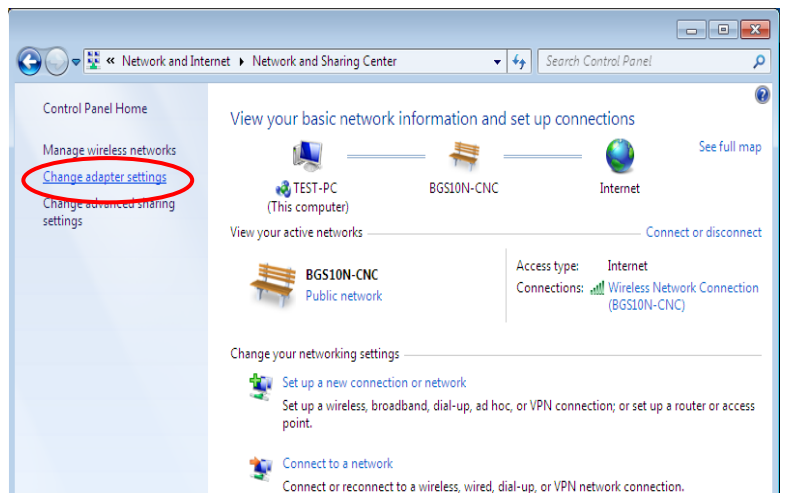 « Network and Internet ▸ Network and Sharing Center
Search Control Panel
Control Panel Home
Manage wireless networks
Change adapter settings
Change advanced sharing
settings
View your basic network information and set up connections
See full map
TEST-PC
(This computer)
BGS10N-CNC
Internet
View your active networks
Connect or disconnect
BGS10N-CNC
Public network
Access type: Internet
Connections: Wireless Network Connection
(BGS10N-CNC)
Change your networking settings
Set up a new connection or network
Set up a wireless, broadband, dial-up, ad hoc, or VPN connection; or set up a router or access
point.
Connect to a network
Connect or reconnect to a wireless, wired, dial-up, or VPN network connection.